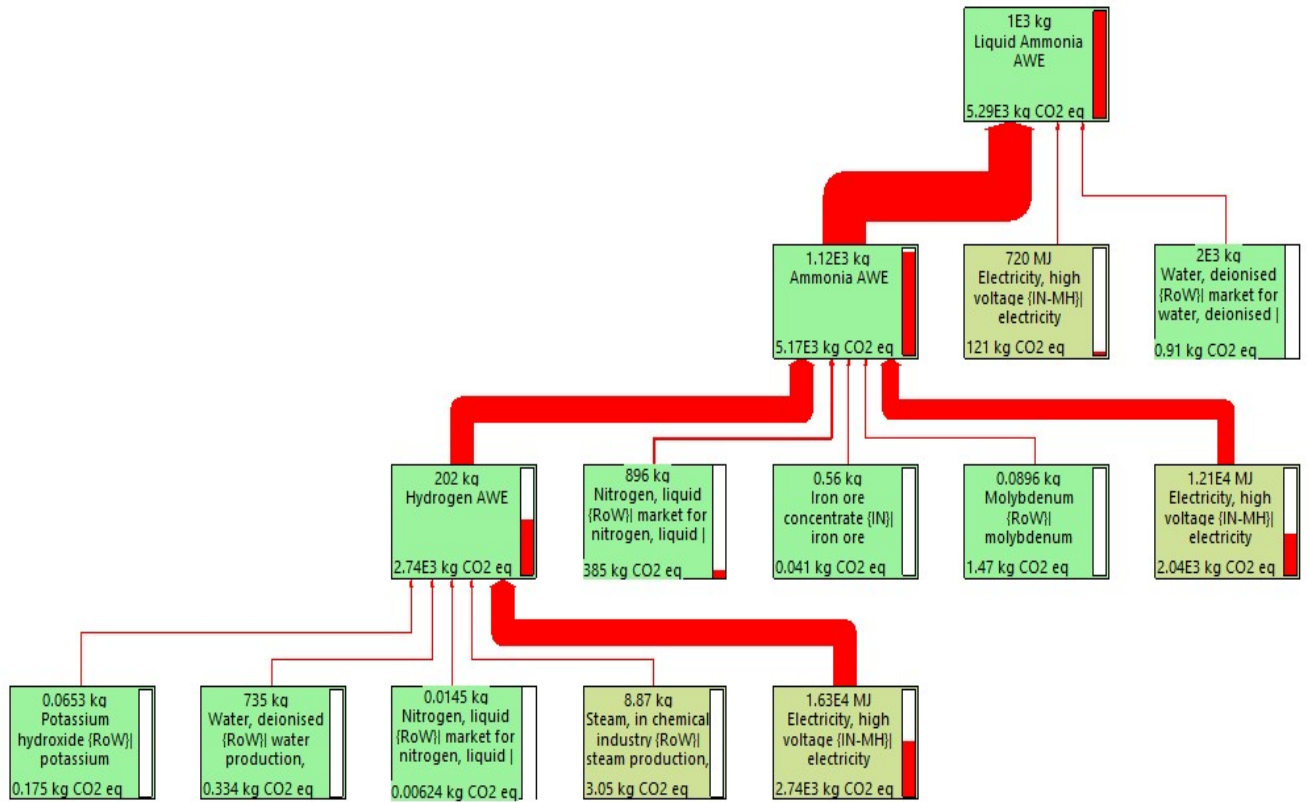 1E3 kg
Liquid Ammonia
AWE
5.29E3 kg CO2 eq
1.12E3 kg
Ammonia AWE
5.17E3 kg CO2 eq
720 MJ
Electricity, high
voltage {IN-MH}|
electricity
121 kg CO2 eq
2E3 kg
Water, deionised
{RoW}| market for
water, deionised |
0.91 kg CO2 eq
202 kg
Hydrogen AWE
2.74E3 kg CO2 eq
896 kg
Nitrogen, liquid
{RoW}| market for
nitrogen, liquid |
385 kg CO2 eq
0.56 kg
Iron ore
concentrate {IN}|
iron ore
0.041 kg CO2 eq
0.0896 kg
Molybdenum
{RoW}|
molybdenum
1.47 kg CO2 eq
1.21E4 MJ
Electricity, high
voltage {IN-MH}|
electricity
2.04E3 kg CO2 eq
0.0653 kg
Potassium
hydroxide {RoW}|
potassium
0.175 kg CO2 eq
735 kg
Water, deionised
{RoW}| water
production,
0.334 kg CO2 eq
0.0145 kg
Nitrogen, liquid
{RoW}| market for
nitrogen, liquid |
0.00624 kg CO2 eq
8.87 kg
Steam, in chemical
industry {RoW}|
steam production,
3.05 kg CO2 eq
1.63E4 MJ
Electricity, high
voltage {IN-MH}|
electricity
2.74E3 kg CO2 eq